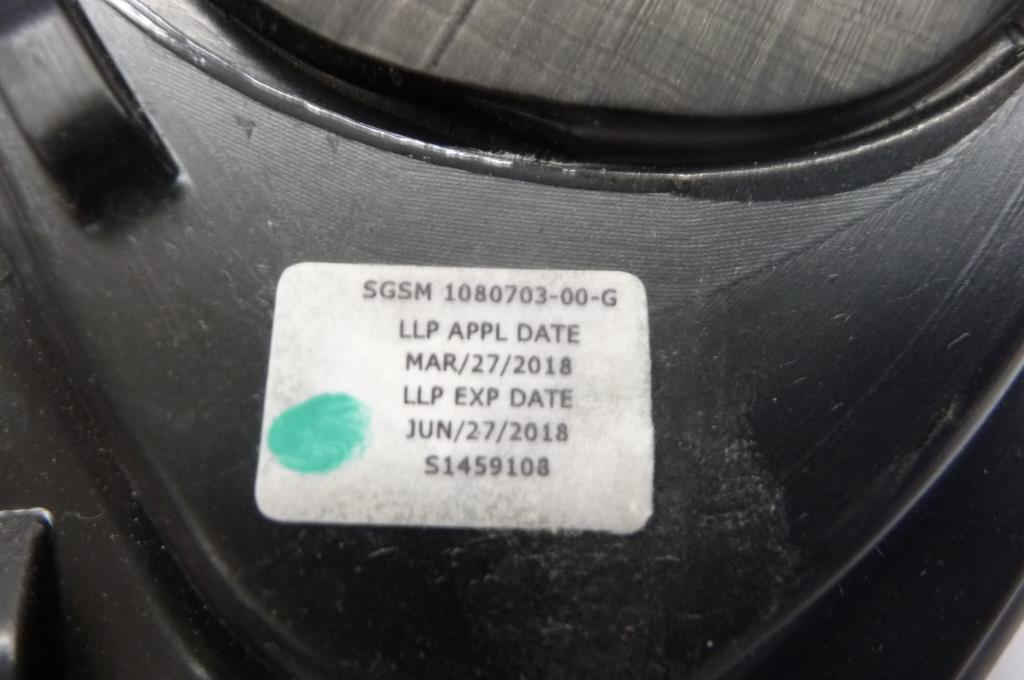 SGSM 1080703-00-G
LLP APPL DATE
MAR/27/2018
LLP EXP DATE
JUN/27/2018
S1459108